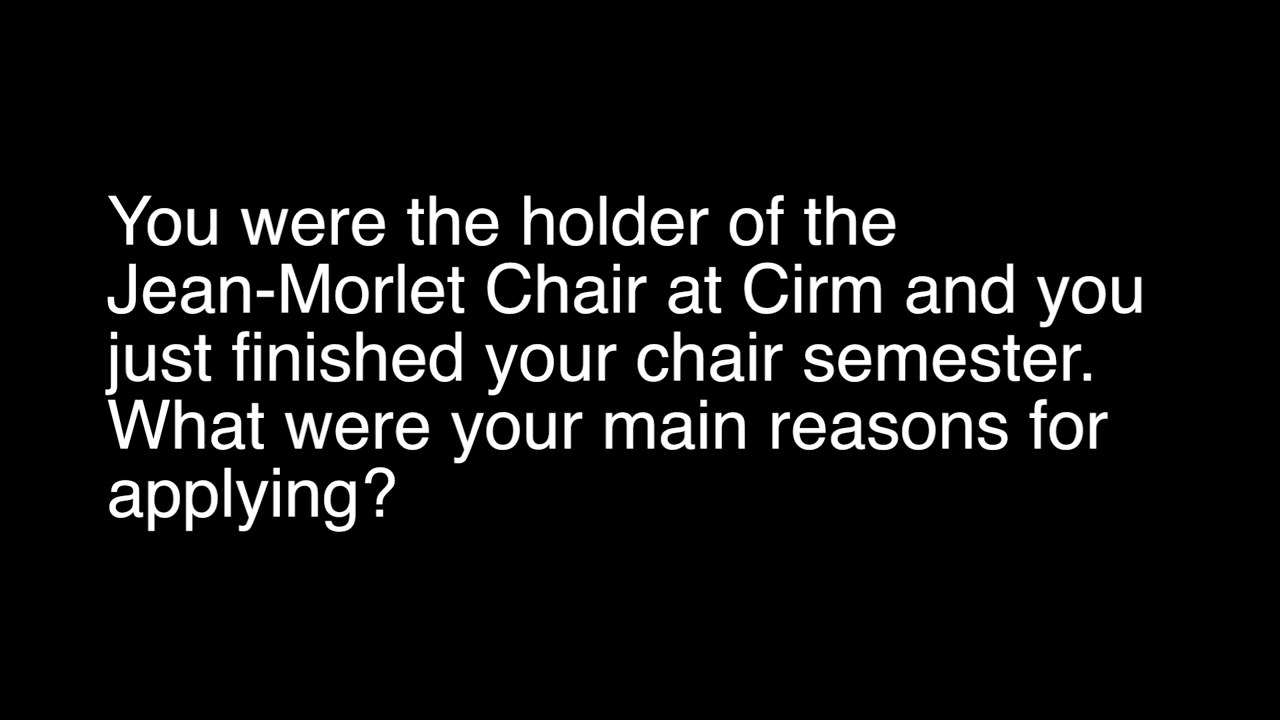 You were the holder of the
Jean-Morlet Chair at Cirm and you
just finished your chair semester.
What were your main reasons for
applying?